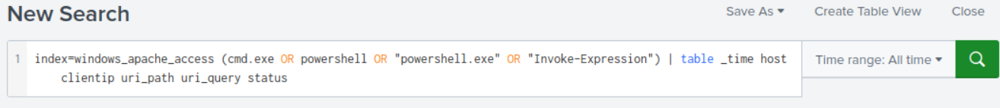 New Search
Save As ▾ Create Table View Close
1 index=windows_apache_access (cmd.exe OR powershell OR "powershell.exe" OR "Invoke-Expression") | table _time host
clientip uri_path uri_query status
Time range: All time ▾